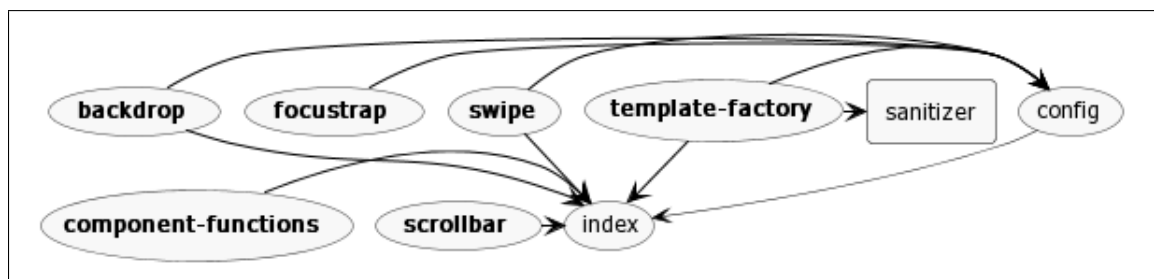 backdrop
focustrap
swipe
template-factory
sanitizer
config
component-functions
scrollbar
index